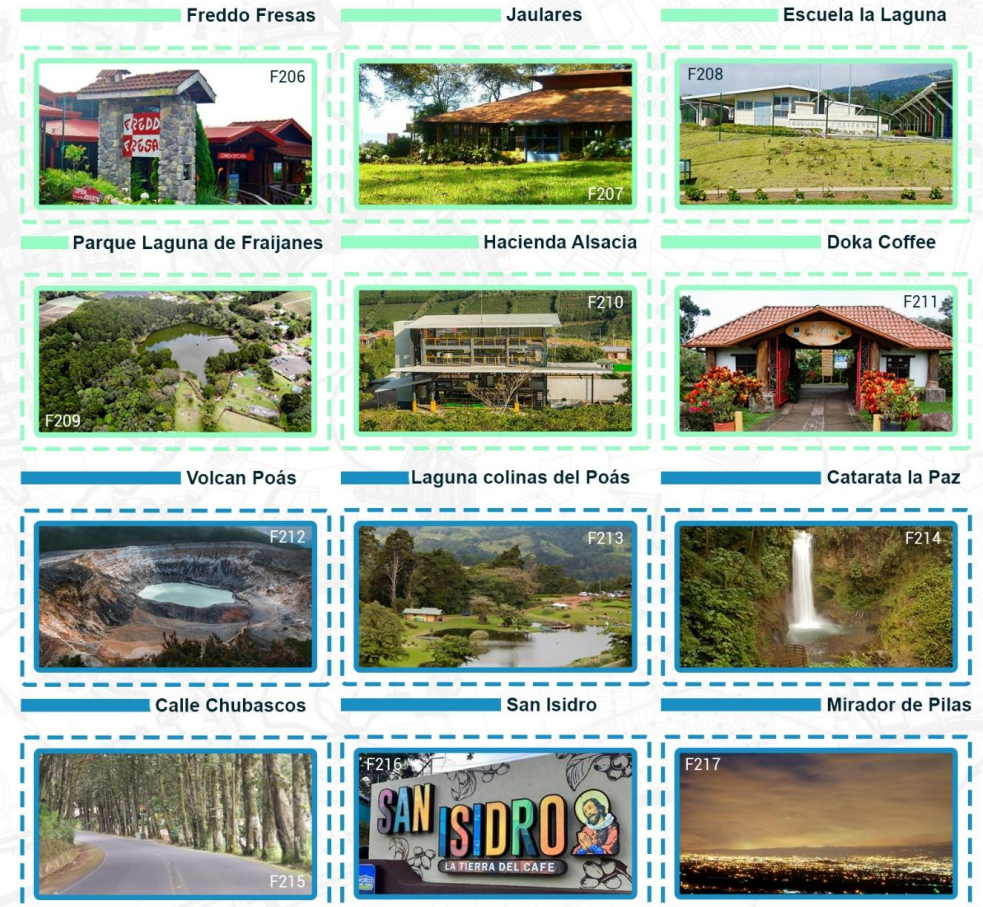 Freddo Fresas
Jaulares
Escuela la Laguna
F206
FREDDO
FRESA
F207
F208
Parque Laguna de Fraijanes
Hacienda Alsacia
Doka Coffee
F209
F210
F211
Volcan Poás
Laguna colinas del Poás
Catarata la Paz
F212
F213
F214
Calle Chubascos
San Isidro
Mirador de Pilas
F215
F216
SAN ISIDRO
LA TIERRA DEL CAFE
F217